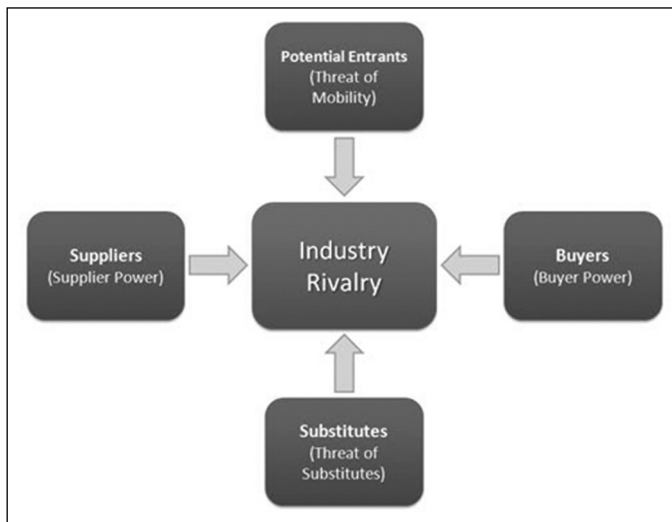 Potential Entrants
(Threat of
Mobility)
Suppliers
(Supplier Power)
Industry
Rivalry
Buyers
(Buyer Power)
Substitutes
(Threat of
Substitutes)